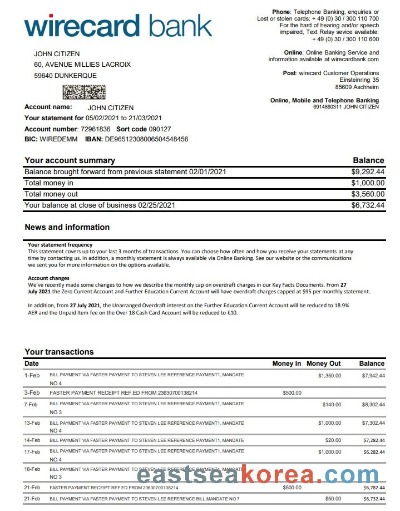 wirecard bank
Phone: Telephone Banking, enquiries or
Lost or stolen cards: + 49 (0) 30 / 300 110 700
For the hard of hearing and/or speech
impaired, Text Relay service available:
+ 49 (0) 30 / 300 110 600
Online: Online Banking Service and
information available at wirecardbank.com
Post: wirecard Customer Operations
Einsteinring 35
85609 Aschheim
Online, Mobile and Telephone Banking
JOHN CITIZEN
JOHN CITIZEN
60, AVENUE MILLIES LACROIX
59640 DUNKERQUE
Account name: JOHN CITIZEN
Your statement for 05/02/2021 to 21/03/2021
Account number: 72961836 Sort code 090127
BIC: WIREDEMM IBAN: DE96512308006504548456
Your account summary Balance
Balance brought forward from previous statement 02/01/2021 $9,292.44
Total money in $1,000.00
Total money out $3,560.00
Your balance at close of business 02/25/2021 $6,732.44
News and information
Your statement frequency
This statement covers up to your last 3 months of transactions. You can choose how often and how you receive your statements at any
time by contacting us. In addition, a monthly statement is always available via Online Banking. See our website or the communications
we sent you for more information on the options available.
Account changes
We've made some changes to how we describe the monthly cap on overdraft charges in our Key Facts Documents. From 27
July 2021 the Zero Current Account and Further Education Current Account will have overdraft charges capped at $95 per monthly statement.
In addition, from 27 July 2021, the Unarranged Overdraft interest on the Further Education Current Account will be reduced to 18.9%
AER and the Unpaid Item fee on the Over 18 Cash Card Account will be reduced to £10.
Your transactions
Date Money In Money Out Balance
1-Feb BILL PAYMENT VIA FASTER PAYMENT TO STEVEN LEE REFERENCE PAYMENT1, MANDATE $1,350.00 $7,942.44
NO 4
3-Feb FASTER PAYMENT RECEIPT REF.ED FROM 23630700138214 $500.00
7-Feb BILL PAYMENT VIA FASTER PAYMENT TO STEVEN LEE REFERENCE PAYMENT1, MANDATE $140.00 $8,302.44
NO 3
13-Feb BILL PAYMENT VIA FASTER PAYMENT TO STEVEN LEE REFERENCE PAYMENT1, MANDATE $1,000.00 $7,302.44
NO 4
14-Feb BILL PAYMENT VIA FASTER PAYMENT TO STEVEN LEE REFERENCE PAYMENT1, MANDATE $20.00 $7,282.44
17-Feb BILL PAYMENT VIA FASTER PAYMENT TO STEVEN LEE REFERENCE PAYMENT1, MANDATE $1,000.00 $6,282.44
NO 4
18-Feb BILL PAYMENT VIA FASTER PAYMENT TO STEVEN LEE REFERENCE PAYMENT1, MANDATE
NO 3
eastseakorea.com
21-Feb FASTER PAYMENT RECEIPT REF.ED FROM 23630700138214 $500.00 $6,782.44
21-Feb BILL PAYMENT VIA FASTER PAYMENT TO STEVEN LEE REFERENCE BILL MANDATE NO 7 $50.00 $6,732.44